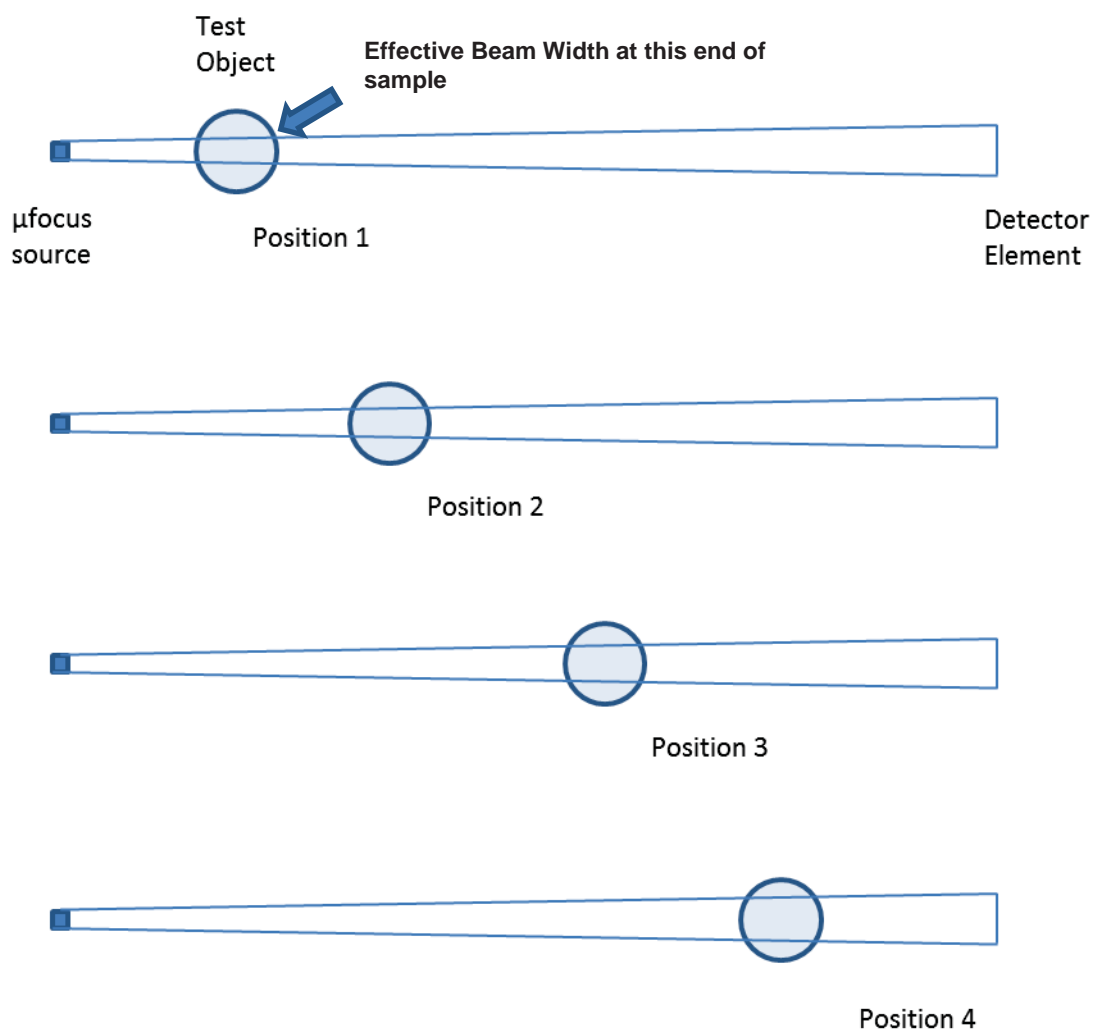 Test
Object
Effective Beam Width at this end of
sample
µfocus
source
Position 1
Detector
Element
Position 2
Position 3
Position 4